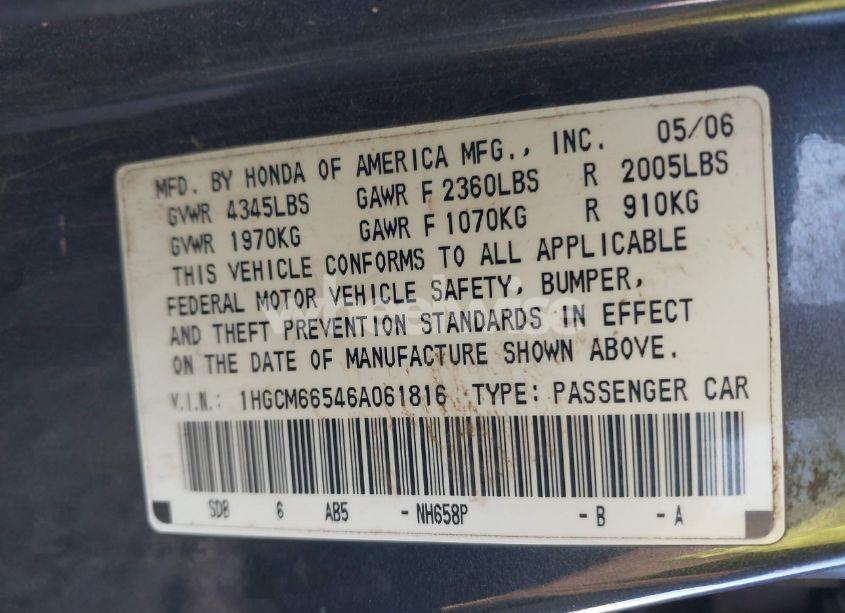 MFD. BY HONDA OF AMERICA MFG., INC. 05/06
GVWR 4345LBS GAWR F 2360LBS R 2005LBS
GVWR 1970KG GAWR F 1070KG R 910KG
THIS VEHICLE CONFORMS TO ALL APPLICABLE
FEDERAL MOTOR VEHICLE SAFETY, BUMPER,
AND THEFT PREVENTION STANDARDS IN EFFECT
ON THE DATE OF MANUFACTURE SHOWN ABOVE.
V.I.N.: 1HGCM66546A061816 TYPE: PASSENGER CAR
SDB 6 AB5 - NH658P - B - A